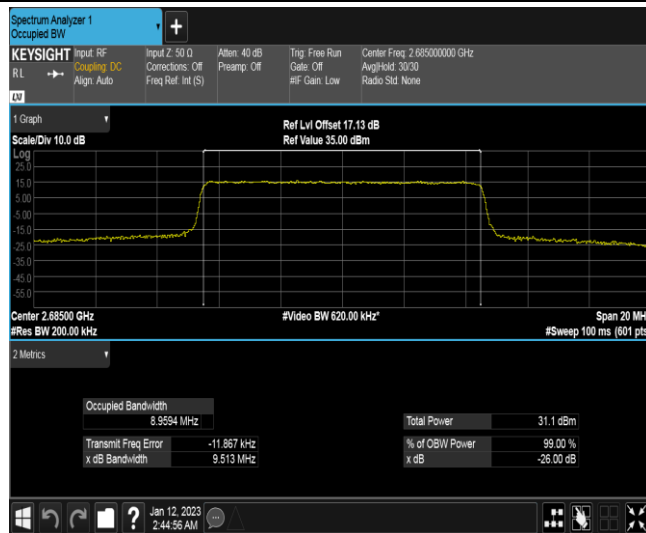 Spectrum Analyzer 1
Occupied BW
+
KEYSIGHT
RL
Input: RF
Coupling: DC
Align: Auto
Input Z: 50 Ω
Corrections: Off
Freq Ref: Int (S)
Atten: 40 dB
Preamp: Off
Trig: Free Run
Gate: Off
#IF Gain: Low
Center Freq: 2.685000000 GHz
Avg|Hold: 30/30
Radio Std: None
1 Graph
Scale/Div 10.0 dB
Ref Lvl Offset 17.13 dB
Ref Value 35.00 dBm
Log
25.0
15.0
5.00
-5.00
-15.0
-25.0
-35.0
-45.0
-55.0
Center 2.68500 GHz
#Res BW 200.00 kHz
#Video BW 620.00 kHz*
Span 20 MH
#Sweep 100 ms (601 pts
2 Metrics
Occupied Bandwidth
8.9594 MHz
Transmit Freq Error -11.867 kHz
x dB Bandwidth 9.513 MHz
Total Power 31.1 dBm
% of OBW Power 99.00 %
x dB -26.00 dB
?
Jan 12, 2023
2:44:56 AM